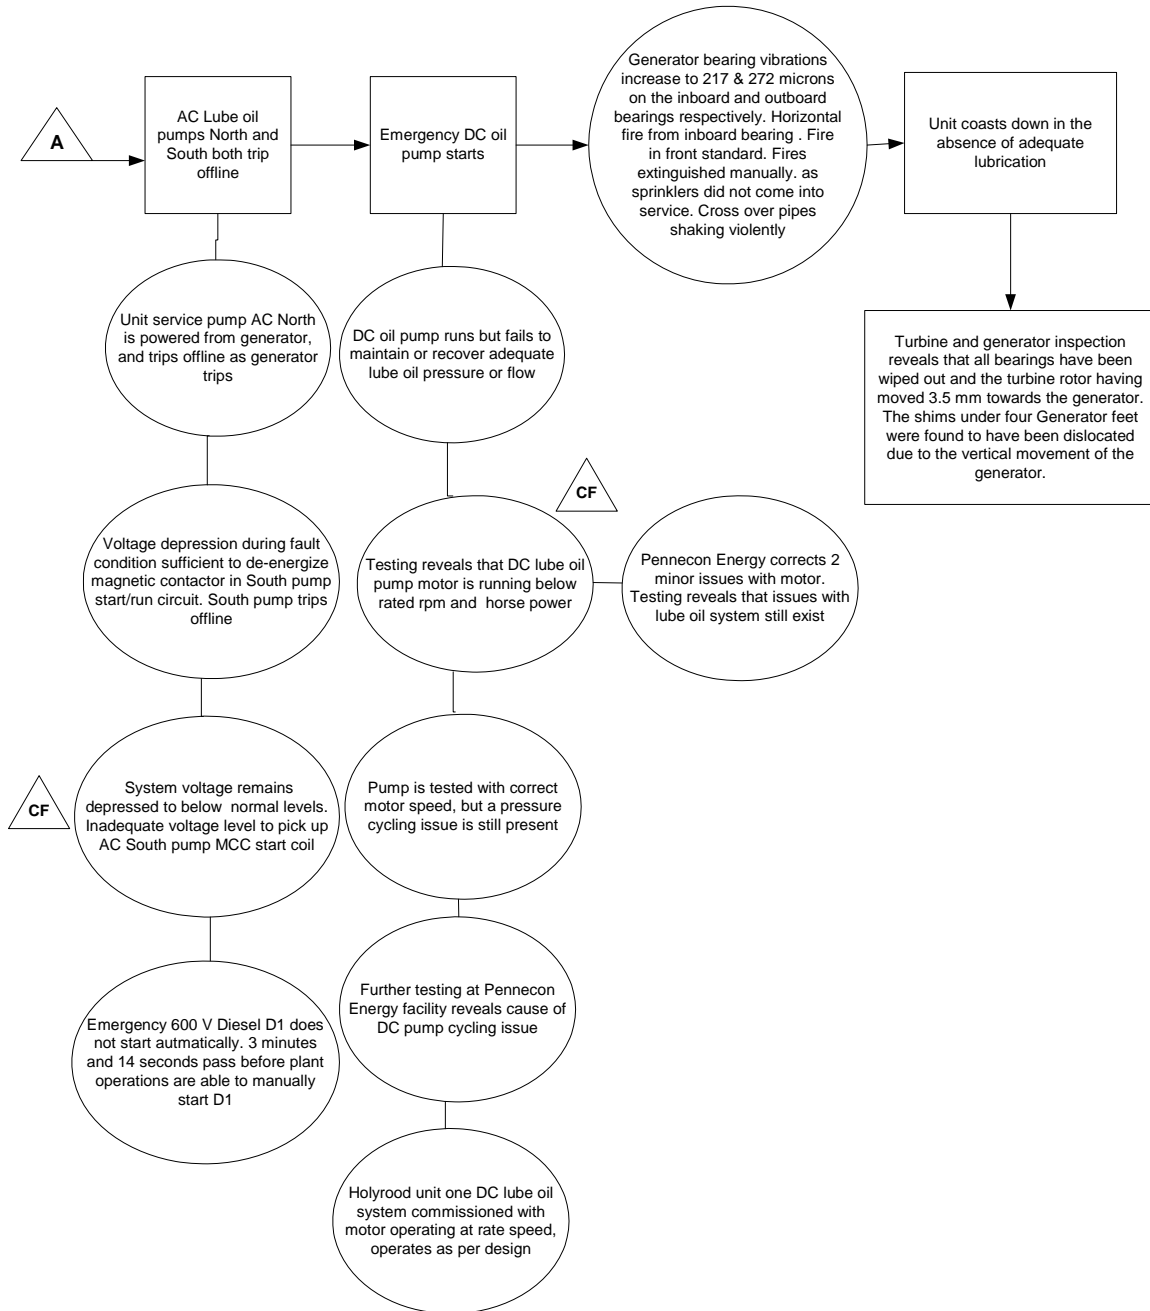 A
AC Lube oil
pumps North and
South both trip
offline
Emergency DC oil
pump starts
Generator bearing vibrations
increase to 217 & 272 microns
on the inboard and outboard
bearings respectively. Horizontal
fire from inboard bearing . Fire
in front standard. Fires
extinguished manually. as
sprinklers did not come into
service. Cross over pipes
shaking violently
Unit coasts down in the
absence of adequate
lubrication
Unit service pump AC North
is powered from generator,
and trips offline as generator
trips
DC oil pump runs but fails to
maintain or recover adequate
lube oil pressure or flow
Turbine and generator inspection
reveals that all bearings have been
wiped out and the turbine rotor having
moved 3.5 mm towards the generator.
The shims under four Generator feet
were found to have been dislocated
due to the vertical movement of the
generator.
CF
Voltage depression during fault
condition sufficient to de-energize
magnetic contactor in South pump
start/run circuit. South pump trips
offline
Testing reveals that DC lube oil
pump motor is running below
rated rpm and horse power
Pennecon Energy corrects 2
minor issues with motor.
Testing reveals that issues with
lube oil system still exist
CF
System voltage remains
depressed to below normal levels.
Inadequate voltage level to pick up
AC South pump MCC start coil
Pump is tested with correct
motor speed, but a pressure
cycling issue is still present
Emergency 600 V Diesel D1 does
not start autmatically. 3 minutes
and 14 seconds pass before plant
operations are able to manually
start D1
Further testing at Pennecon
Energy facility reveals cause of
DC pump cycling issue
Holyrood unit one DC lube oil
system commissioned with
motor operating at rate speed,
operates as per design